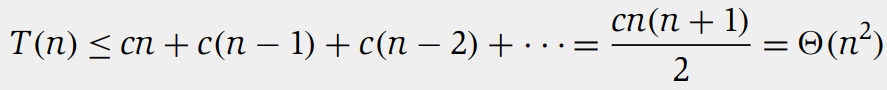 T(n) ≤ cn + c(n − 1) + c(n − 2) + · · · = cn(n + 1)/2 = Θ(n²)